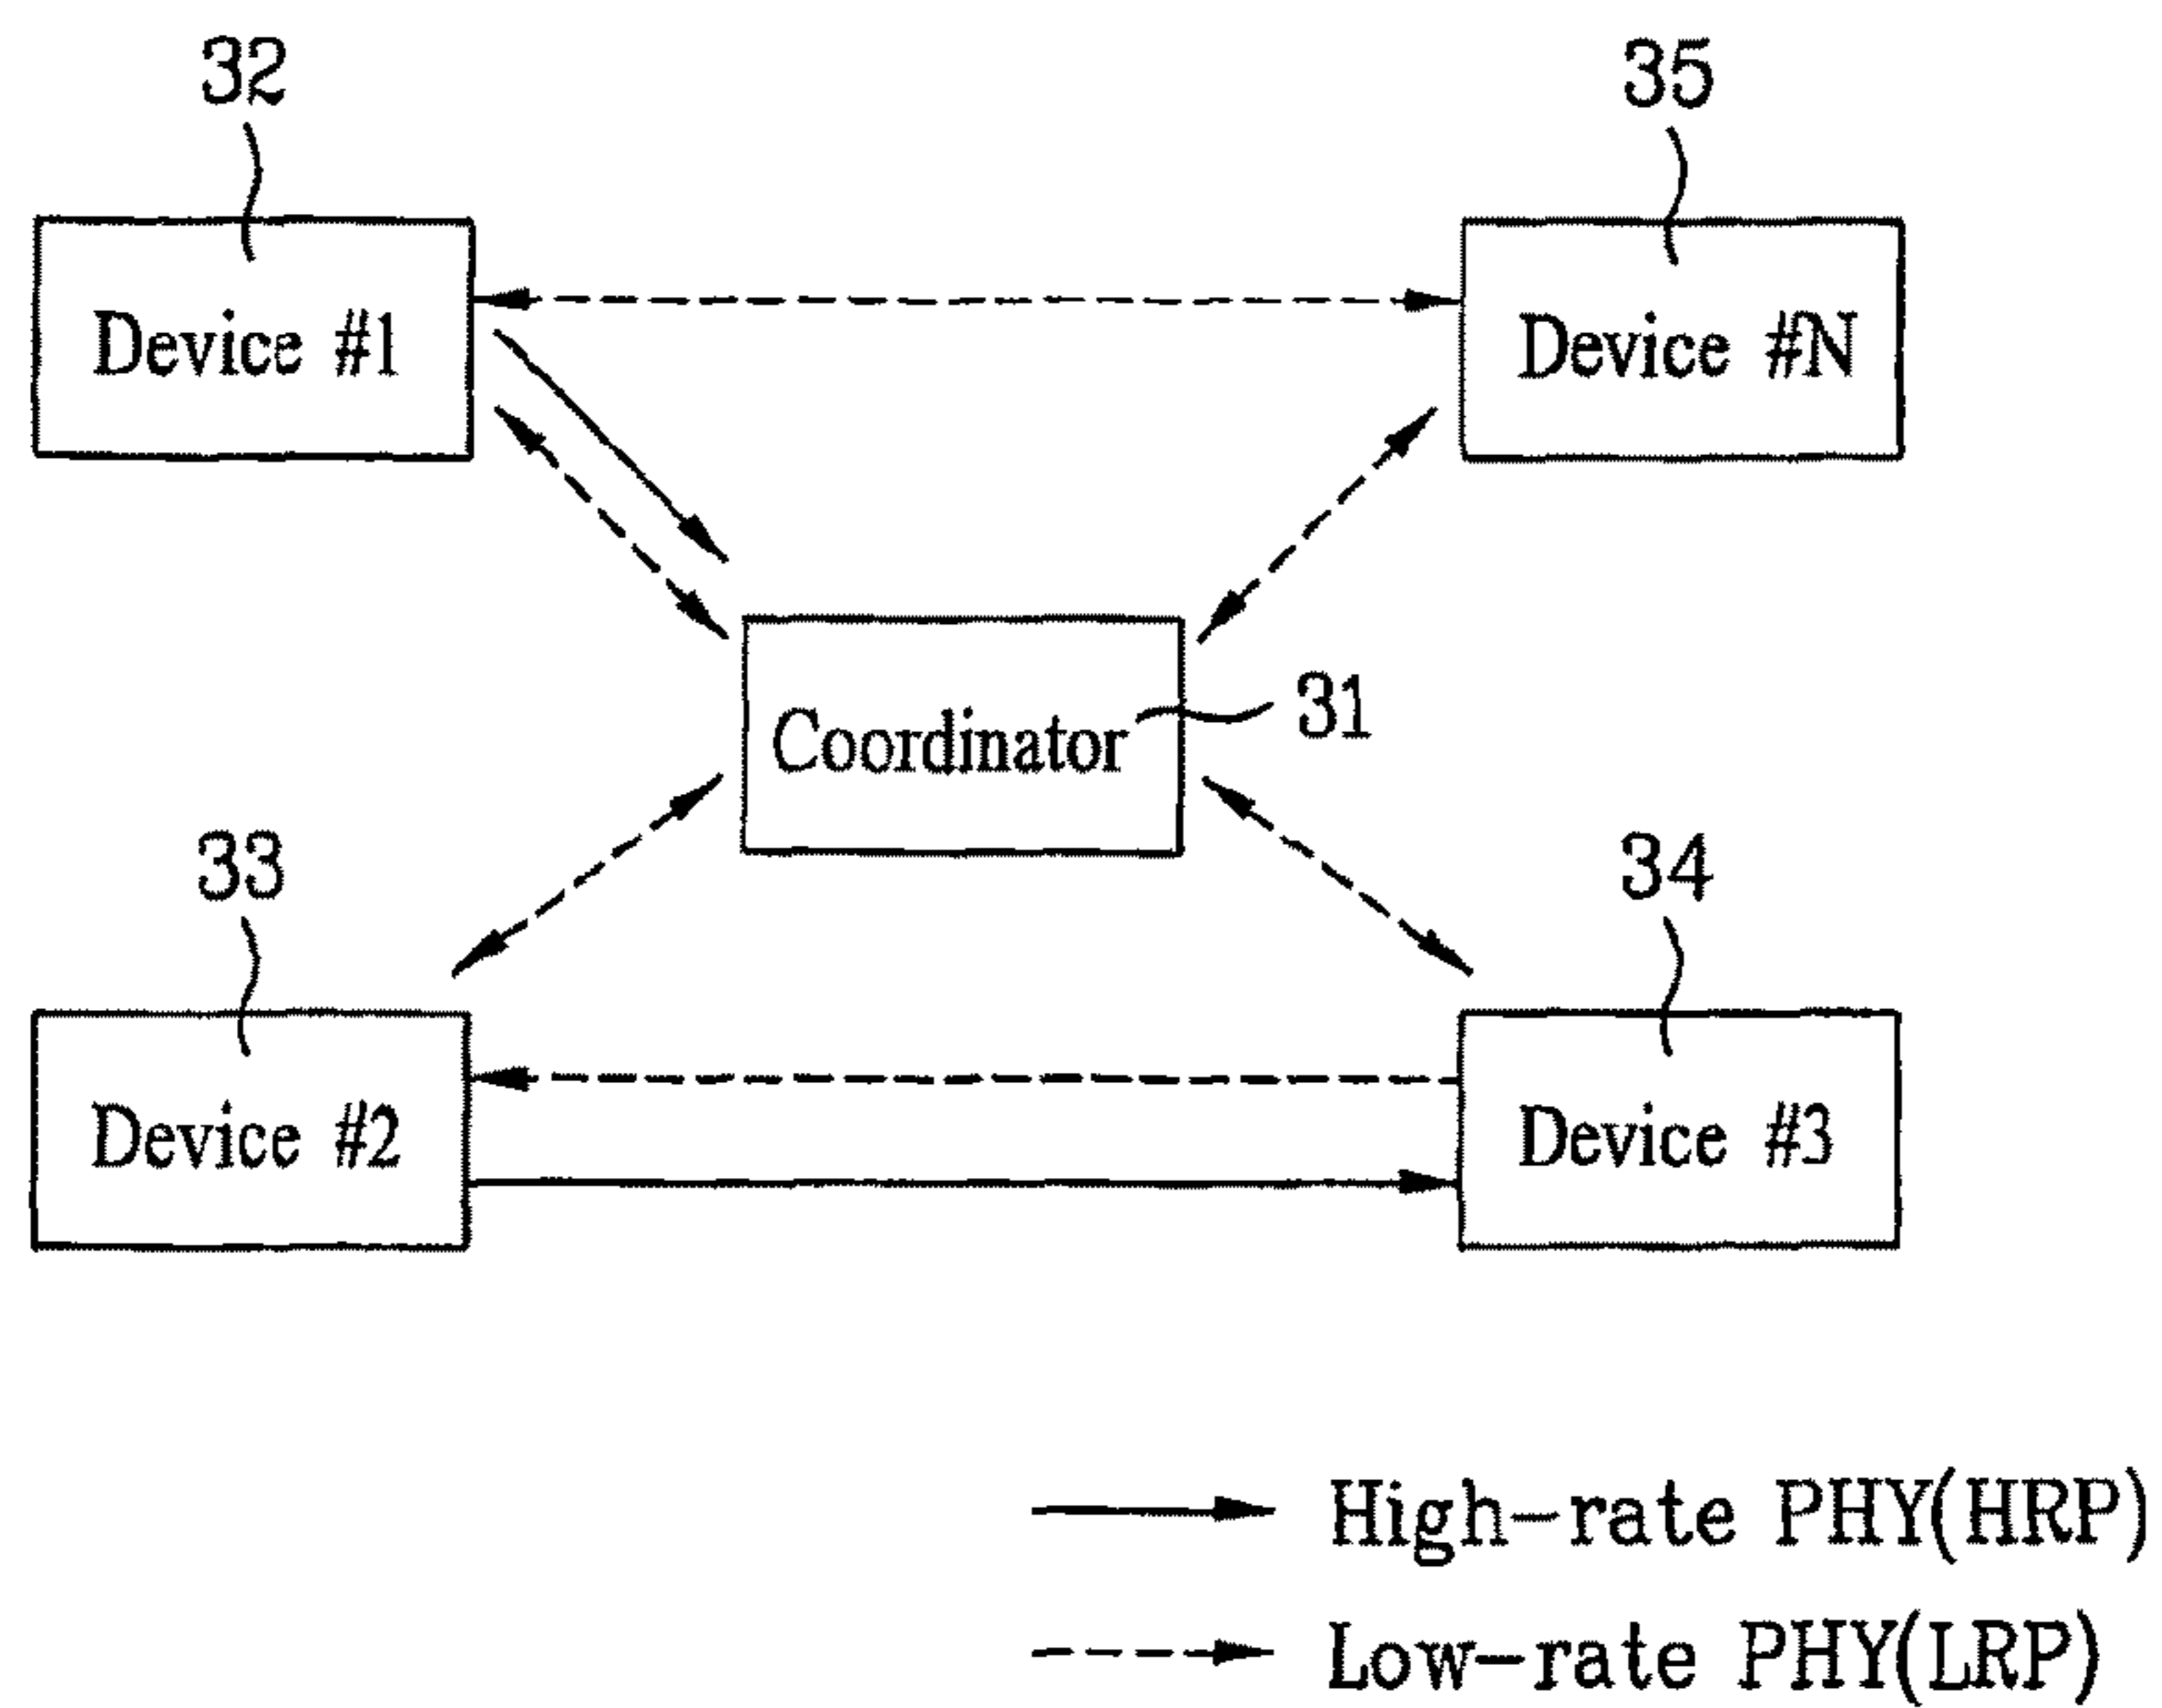 32
35
Device #1
Device #N
Coordinator
31
33
34
Device #2
Device #3
High-rate PHY(HRP)
Low-rate PHY(LRP)